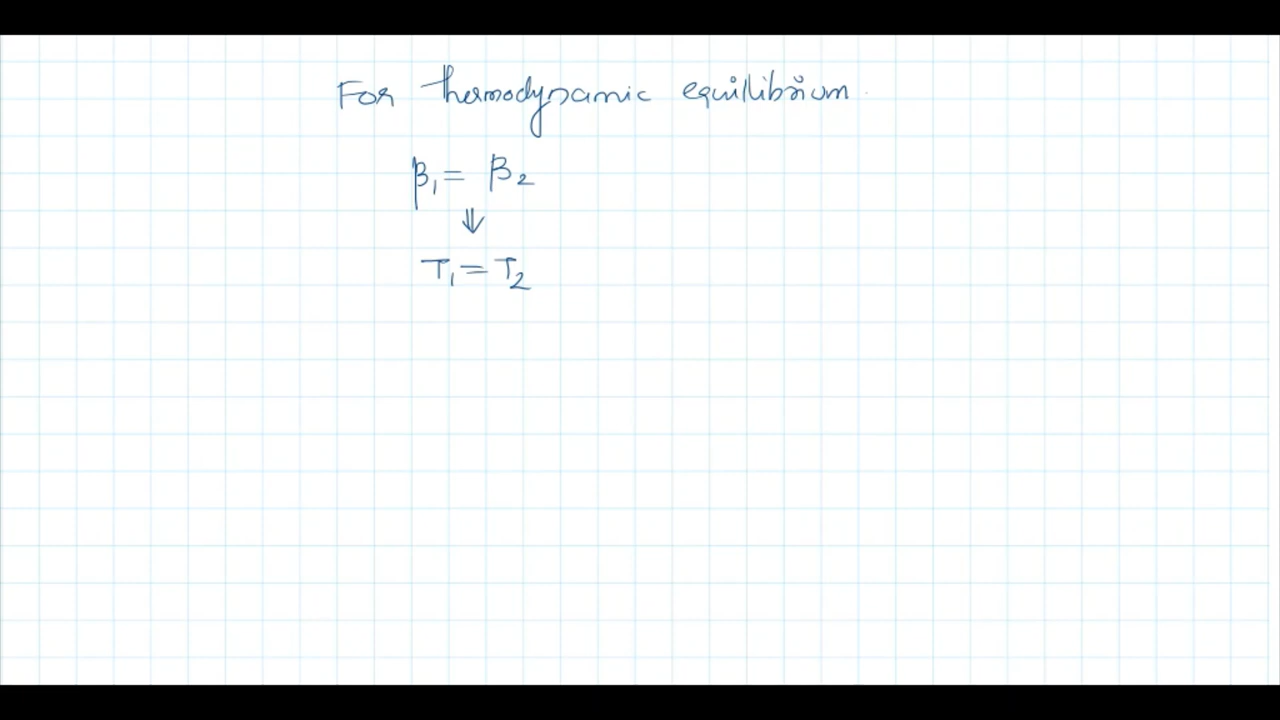 For thermodynamic equilibrium
β₁ = β₂
⇓
T₁ = T₂